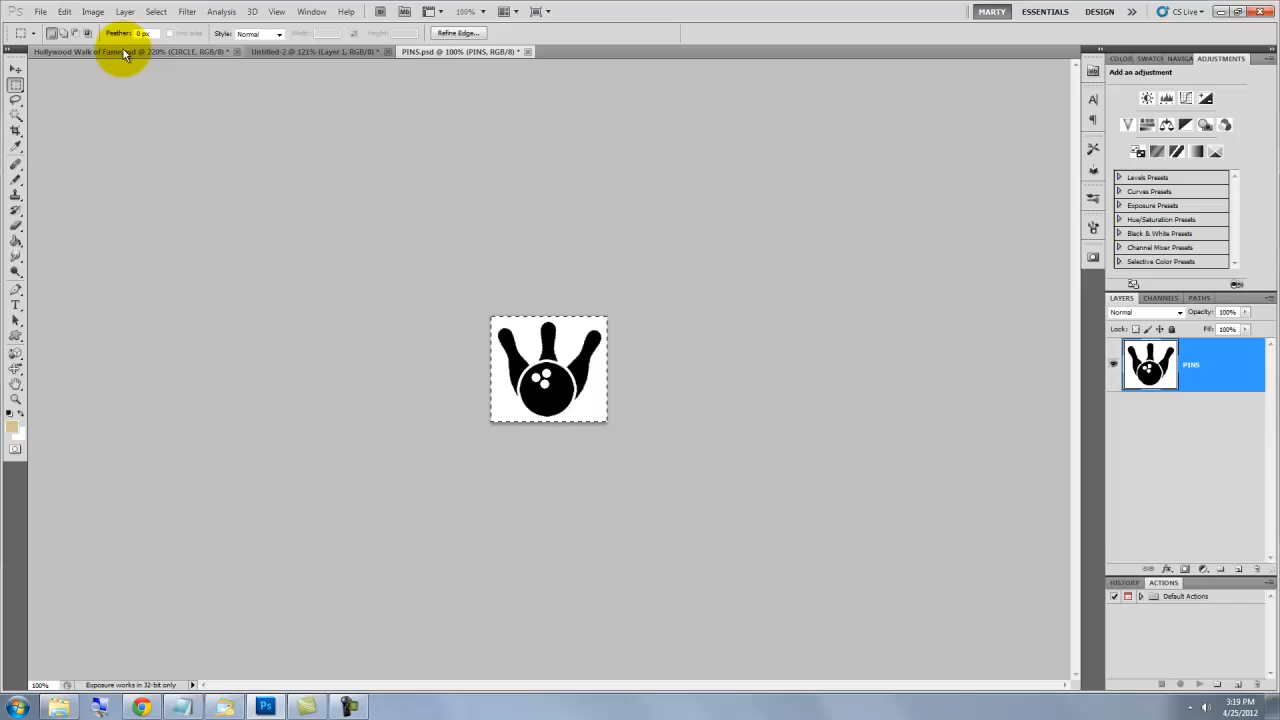 Ps File Edit Image Layer Select Filter Analysis 3D View Window Help Mb 100% MARTY ESSENTIALS DESIGN CS Live
Feather: 0 px Anti-alias Style: Normal Width: Height: Refine Edge...
Hollywood Walk of Fame.psd @ 220% (CIRCLE, RGB/8) * Untitled-2 @ 121% (Layer 1, RGB/8) * PINS.psd @ 100% (PINS, RGB/8) *
COLOR SWATCE NAVIGA ADJUSTMENTS
Add an adjustment
Levels Presets
Curves Presets
Exposure Presets
Hue/Saturation Presets
Black & White Presets
Channel Mixer Presets
Selective Color Presets
LAYERS CHANNELS PATHS
Normal Opacity: 100%
Lock: Fill: 100%
PINS
HISTORY ACTIONS
Default Actions
100% Exposure works in 32-bit only
3:19 PM
4/25/2012